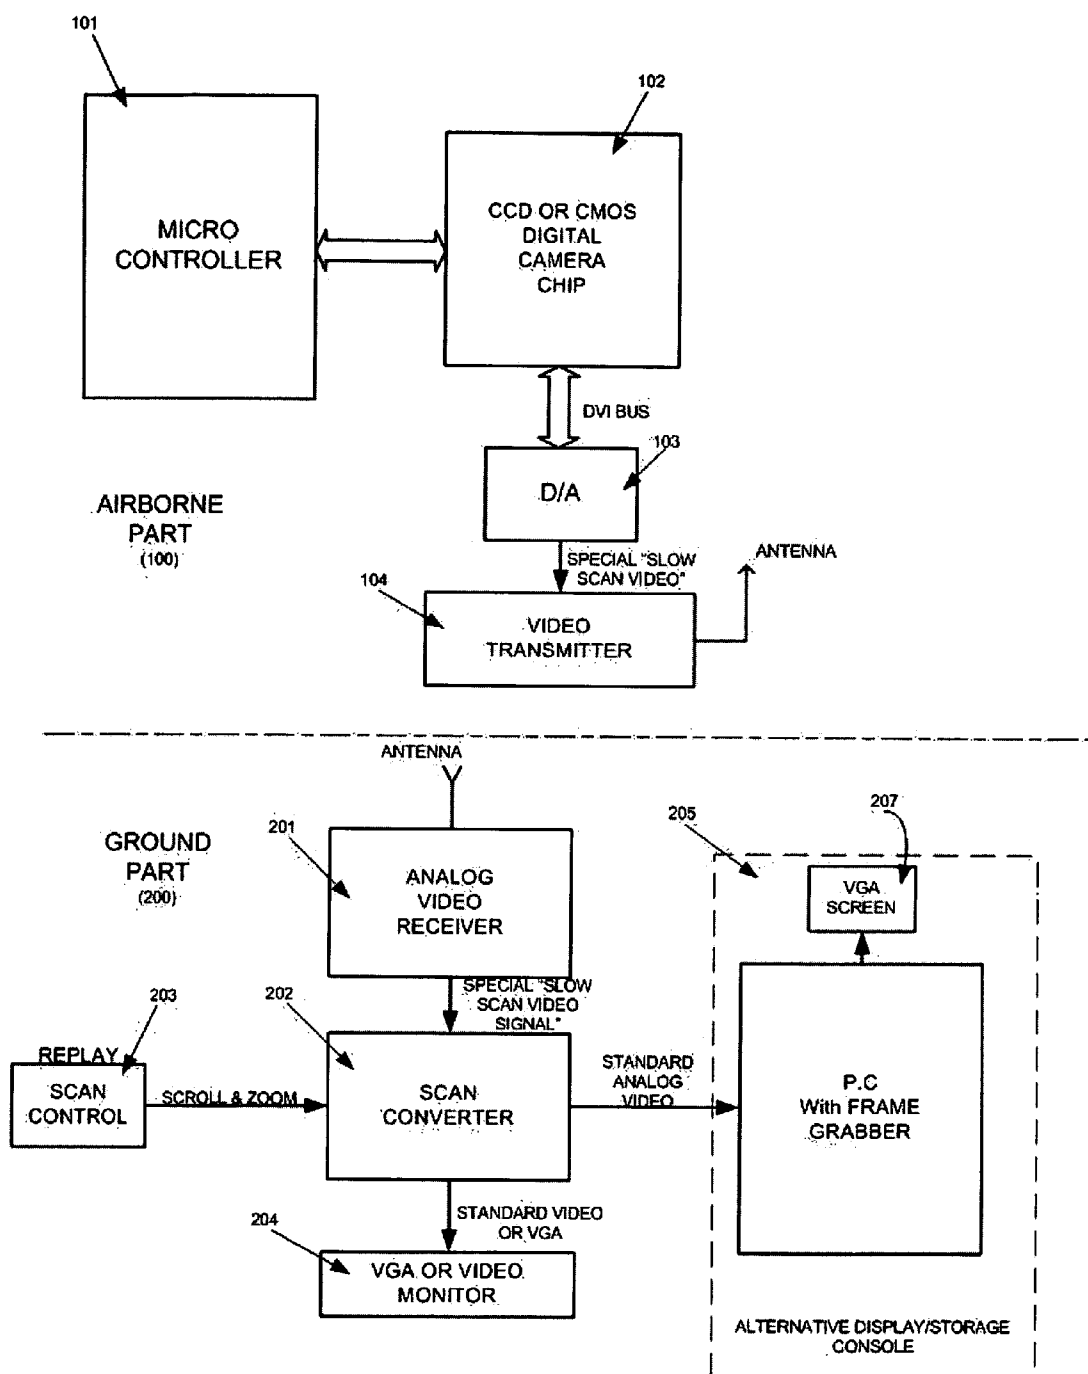 101
102
MICRO
CONTROLLER
CCD OR CMOS
DIGITAL
CAMERA
CHIP
DVI BUS
103
D/A
AIRBORNE
PART
(100)
SPECIAL "SLOW
SCAN VIDEO"
ANTENNA
104
VIDEO
TRANSMITTER
ANTENNA
GROUND
PART
(200)
201
ANALOG
VIDEO
RECEIVER
205
207
VGA
SCREEN
SPECIAL "SLOW
SCAN VIDEO
SIGNAL"
203
202
REPLAY
SCAN
CONTROL
SCROLL & ZOOM
SCAN
CONVERTER
STANDARD
ANALOG
VIDEO
P.C
With FRAME
GRABBER
STANDARD VIDEO
OR VGA
204
VGA OR VIDEO
MONITOR
ALTERNATIVE DISPLAY/STORAGE
CONSOLE